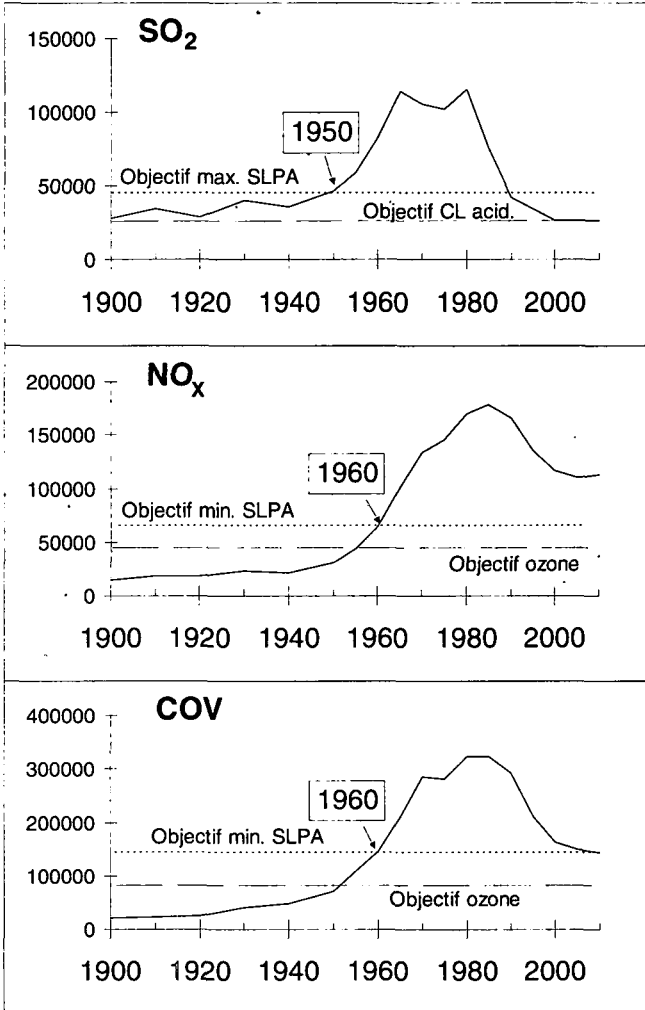 SO2
150000
100000
1950
Objectif max. SLPA
50000
Objectif CL acid.
0
1900 1920 1940 1960 1980 2000
NOX
200000
150000
1960
100000
Objectif min. SLPA
50000
Objectif ozone
0
1900 1920 1940 1960 1980 2000
COV
400000
300000
1960
200000
Objectif min. SLPA
100000
Objectif ozone
0
1900 1920 1940 1960 1980 2000